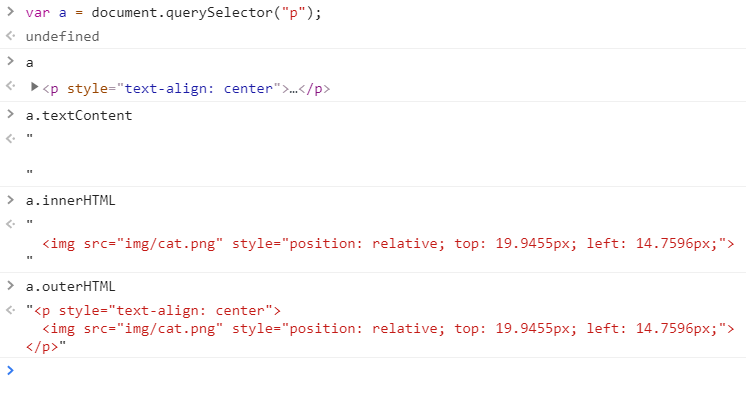 > var a = document.querySelector("p");
<· undefined
> a
<· ▶<p style="text-align: center">…</p>
> a.textContent
<· "

"
> a.innerHTML
<· "
  <img src="img/cat.png" style="position: relative; top: 19.9455px; left: 14.7596px;">
"
> a.outerHTML
<· "<p style="text-align: center">
  <img src="img/cat.png" style="position: relative; top: 19.9455px; left: 14.7596px;">
</p>"
>